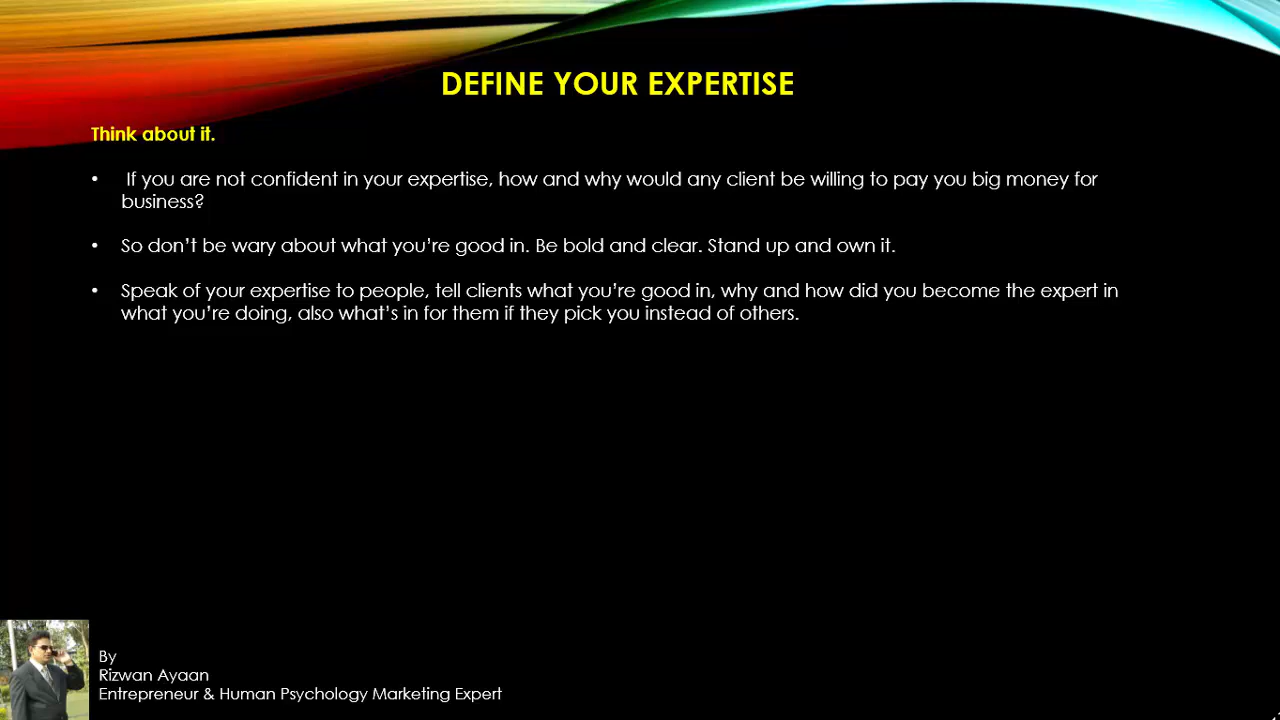 DEFINE YOUR EXPERTISE
Think about it.
• If you are not confident in your expertise, how and why would any client be willing to pay you big money for
business?
• So don’t be wary about what you’re good in. Be bold and clear. Stand up and own it.
• Speak of your expertise to people, tell clients what you’re good in, why and how did you become the expert in
what you’re doing, also what’s in for them if they pick you instead of others.
By
Rizwan Ayaan
Entrepreneur & Human Psychology Marketing Expert